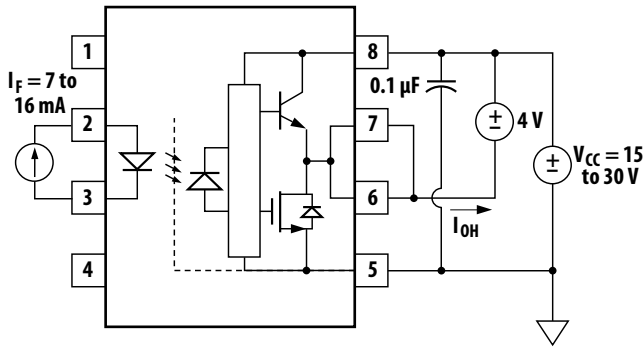 1
8
I_F = 7 to
16 mA
0.1 µF
2
7
4 V
V_CC = 15
to 30 V
3
6
I_OH
4
5